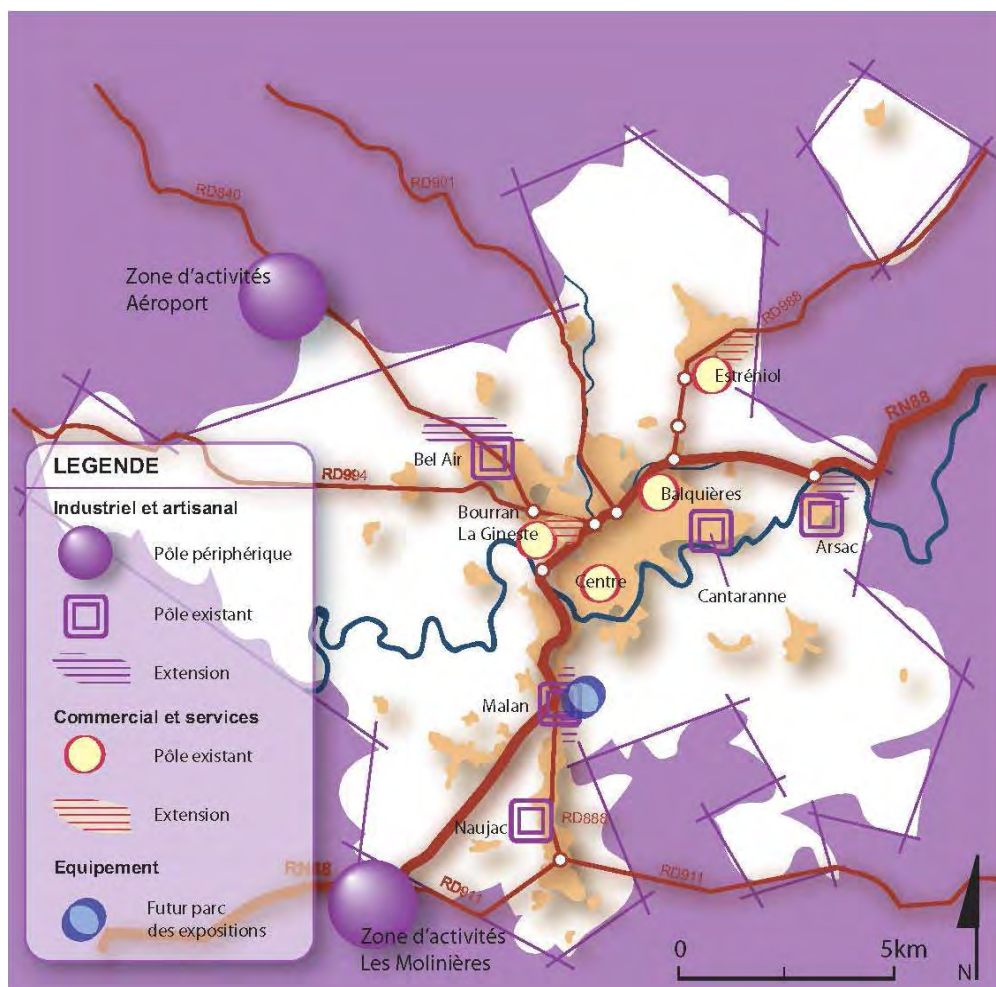 RD840
RD901
Zone d'activités
Aéroport
RD988
Estréniol
RN88
Bel Air
RD994
Bourran
La Gineste
Balquières
Arsac
Centre
Cantaranne
Malan
Naujac
RD888
RN88
RD911
RD911
Zone d'activités
Les Molinières
LEGENDE
Industriel et artisanal
Pôle périphérique
Pôle existant
Extension
Commercial et services
Pôle existant
Extension
Equipement
Futur parc
des expositions
0 5km
N